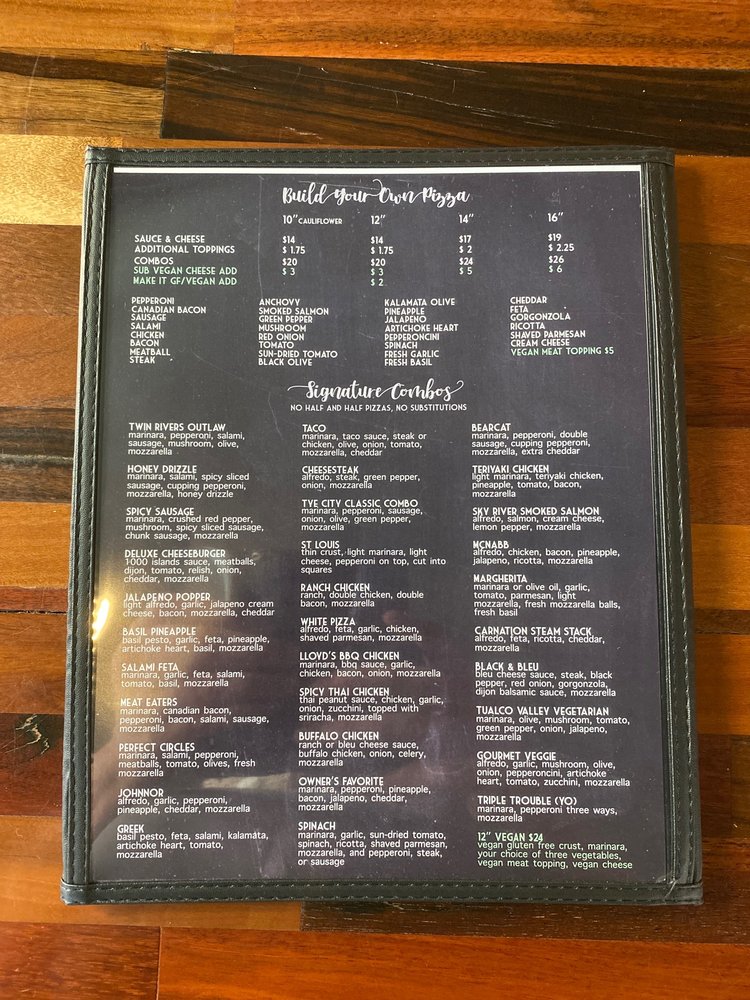 Build Your Own Pizza
10" CAULIFLOWER 12" 14" 16"
SAUCE & CHEESE $14 $14 $17 $19
ADDITIONAL TOPPINGS $ 1.75 $ 1.75 $ 2 $ 2.25
COMBOS $20 $20 $24 $26
SUB VEGAN CHEESE ADD $ 3 $ 3 $ 5 $ 6
MAKE IT GF/VEGAN ADD $ 2
PEPPERONI
CANADIAN BACON
SAUSAGE
SALAMI
CHICKEN
BACON
MEATBALL
STEAK
ANCHOVY
SMOKED SALMON
GREEN PEPPER
MUSHROOM
RED ONION
TOMATO
SUN-DRIED TOMATO
BLACK OLIVE
KALAMATA OLIVE
PINEAPPLE
JALAPENO
ARTICHOKE HEART
PEPPERONCINI
SPINACH
FRESH GARLIC
FRESH BASIL
CHEDDAR
FETA
GORGONZOLA
RICOTTA
SHAVED PARMESAN
CREAM CHEESE
VEGAN MEAT TOPPING $5
Signature Combos
NO HALF AND HALF PIZZAS, NO SUBSTITUTIONS
TWIN RIVERS OUTLAW
marinara, pepperoni, salami,
sausage, mushroom, olive,
mozzarella
HONEY DRIZZLE
marinara, salami, spicy sliced
sausage, cupping pepperoni,
mozzarella, honey drizzle
SPICY SAUSAGE
marinara, crushed red pepper,
mushroom, spicy sliced sausage,
chunk sausage, mozzarella
DELUXE CHEESEBURGER
1000 islands sauce, meatballs,
dijon, tomato, relish, onion,
cheddar, mozzarella
JALAPENO POPPER
light alfredo, garlic, jalapeno cream
cheese, bacon, mozzarella, cheddar
BASIL PINEAPPLE
basil pesto, garlic, feta, pineapple,
artichoke heart, basil, mozzarella
SALAMI FETA
marinara, garlic, feta, salami,
tomato, basil, mozzarella
MEAT EATERS
marinara, canadian bacon,
pepperoni, bacon, salami, sausage,
mozzarella
PERFECT CIRCLES
marinara, salami, pepperoni,
meatballs, tomato, olives, fresh
mozzarella
JOHNNOR
alfredo, garlic, pepperoni,
pineapple, cheddar, mozzarella
GREEK
basil pesto, feta, salami, kalamata,
artichoke heart, tomato,
mozzarella
TACO
marinara, taco sauce, steak or
chicken, olive, onion, tomato,
mozzarella, cheddar
CHEESESTEAK
alfredo, steak, green pepper,
onion, mozzarella
TYE CITY CLASSIC COMBO
marinara, pepperoni, sausage,
onion, olive, green pepper,
mozzarella
ST LOUIS
thin crust, light marinara, light
cheese, pepperoni on top, cut into
squares
RANCH CHICKEN
ranch, double chicken, double
bacon, mozzarella
WHITE PIZZA
alfredo, feta, garlic, chicken,
shaved parmesan, mozzarella
LLOYD'S BBQ CHICKEN
marinara, bbq sauce, garlic,
chicken, bacon, onion, mozzarella
SPICY THAI CHICKEN
thai peanut sauce, chicken, garlic,
onion, zucchini, topped with
sriracha, mozzarella
BUFFALO CHICKEN
ranch or bleu cheese sauce,
buffalo chicken, onion, celery,
mozzarella
OWNER'S FAVORITE
marinara, pepperoni, pineapple,
bacon, jalapeno, cheddar,
mozzarella
SPINACH
marinara, garlic, sun-dried tomato,
spinach, ricotta, shaved parmesan,
mozzarella, and pepperoni, steak,
or sausage
BEARCAT
marinara, pepperoni, double
sausage, cupping pepperoni,
mozzarella, extra cheddar
TERIYAKI CHICKEN
light marinara, teriyaki chicken,
pineapple, tomato, bacon,
mozzarella
SKY RIVER SMOKED SALMON
alfredo, salmon, cream cheese,
lemon pepper, mozzarella
MCNABB
alfredo, chicken, bacon, pineapple,
jalapeno, ricotta, mozzarella
MARGHERITA
marinara or olive oil, garlic,
tomato, parmesan, light
mozzarella, fresh mozzarella balls,
fresh basil
CARNATION STEAM STACK
alfredo, feta, ricotta, cheddar,
mozzarella
BLACK & BLEU
bleu cheese sauce, steak, black
pepper, red onion, gorgonzola,
dijon balsamic sauce, mozzarella
TUALCO VALLEY VEGETARIAN
marinara, olive, mushroom, tomato,
green pepper, onion, jalapeno,
mozzarella
GOURMET VEGGIE
alfredo, garlic, mushroom, olive,
onion, pepperoncini, artichoke
heart, tomato, zucchini, mozzarella
TRIPLE TROUBLE (YO)
marinara, pepperoni three ways,
mozzarella
12" VEGAN $24
vegan gluten free crust, marinara,
your choice of three vegetables,
vegan meat topping, vegan cheese